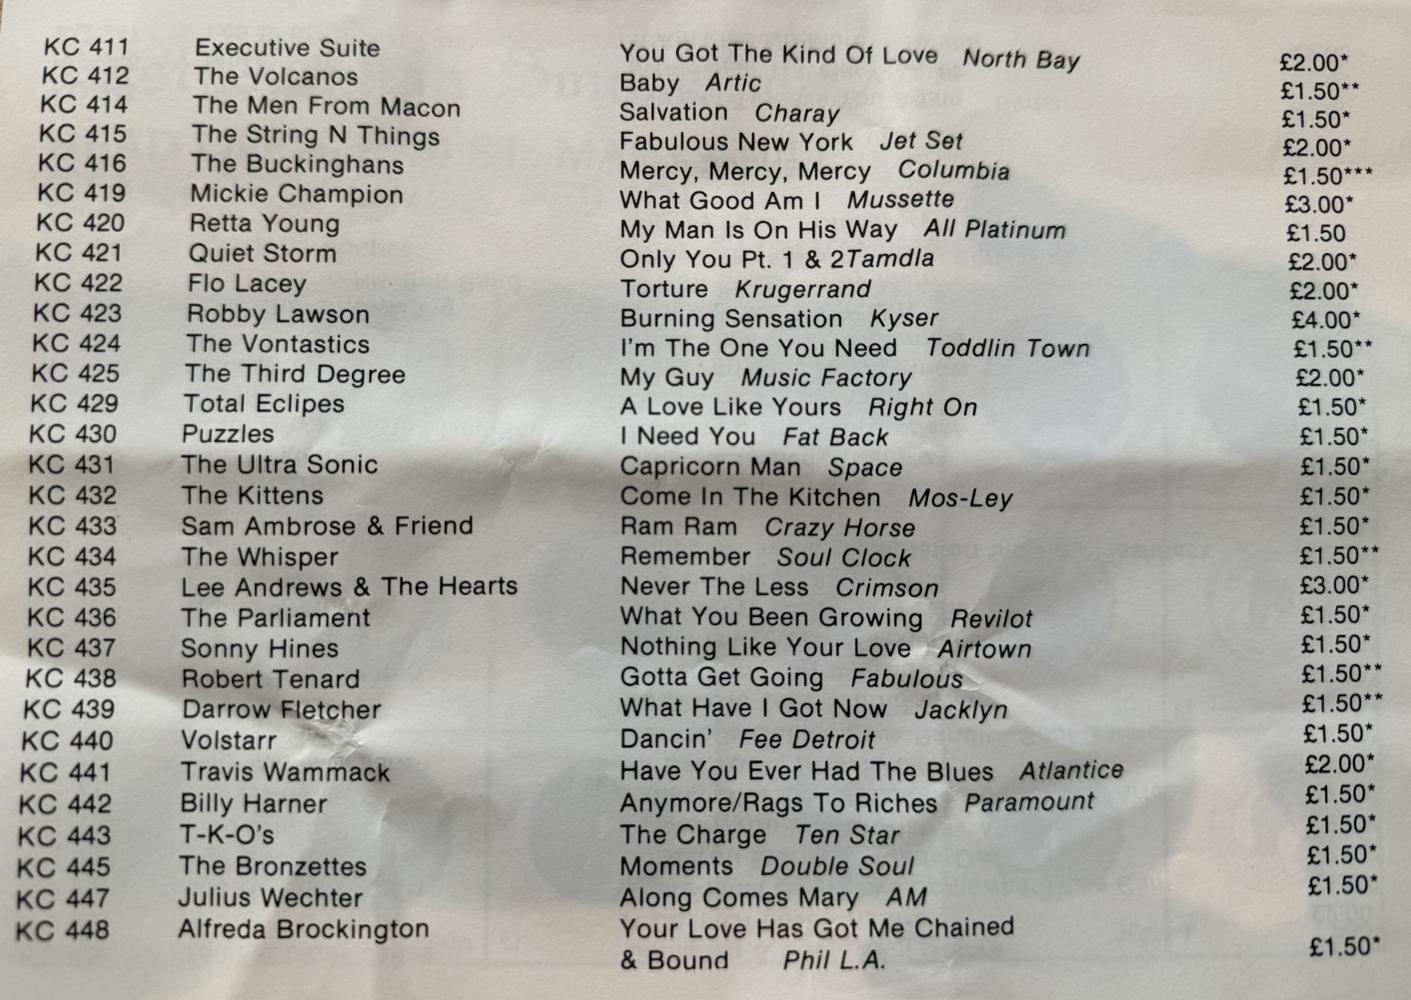 KC 411 Executive Suite You Got The Kind Of Love North Bay £2.00*
KC 412 The Volcanos Baby Artic £1.50**
KC 414 The Men From Macon Salvation Charay £1.50*
KC 415 The String N Things Fabulous New York Jet Set £2.00*
KC 416 The Buckinghans Mercy, Mercy, Mercy Columbia £1.50***
KC 419 Mickie Champion What Good Am I Mussette £3.00*
KC 420 Retta Young My Man Is On His Way All Platinum £1.50
KC 421 Quiet Storm Only You Pt. 1 & 2 Tamdla £2.00*
KC 422 Flo Lacey Torture Krugerrand £2.00*
KC 423 Robby Lawson Burning Sensation Kyser £4.00*
KC 424 The Vontastics I'm The One You Need Toddlin Town £1.50**
KC 425 The Third Degree My Guy Music Factory £2.00*
KC 429 Total Eclipes A Love Like Yours Right On £1.50*
KC 430 Puzzles I Need You Fat Back £1.50*
KC 431 The Ultra Sonic Capricorn Man Space £1.50*
KC 432 The Kittens Come In The Kitchen Mos-Ley £1.50*
KC 433 Sam Ambrose & Friend Ram Ram Crazy Horse £1.50*
KC 434 The Whisper Remember Soul Clock £1.50**
KC 435 Lee Andrews & The Hearts Never The Less Crimson £3.00*
KC 436 The Parliament What You Been Growing Revilot £1.50*
KC 437 Sonny Hines Nothing Like Your Love Airtown £1.50*
KC 438 Robert Tenard Gotta Get Going Fabulous £1.50**
KC 439 Darrow Fletcher What Have I Got Now Jacklyn £1.50**
KC 440 Volstarr Dancin' Fee Detroit £1.50*
KC 441 Travis Wammack Have You Ever Had The Blues Atlantice £2.00*
KC 442 Billy Harner Anymore/Rags To Riches Paramount £1.50*
KC 443 T-K-O's The Charge Ten Star £1.50*
KC 445 The Bronzettes Moments Double Soul £1.50*
KC 447 Julius Wechter Along Comes Mary AM £1.50*
KC 448 Alfreda Brockington Your Love Has Got Me Chained
& Bound Phil L.A. £1.50*